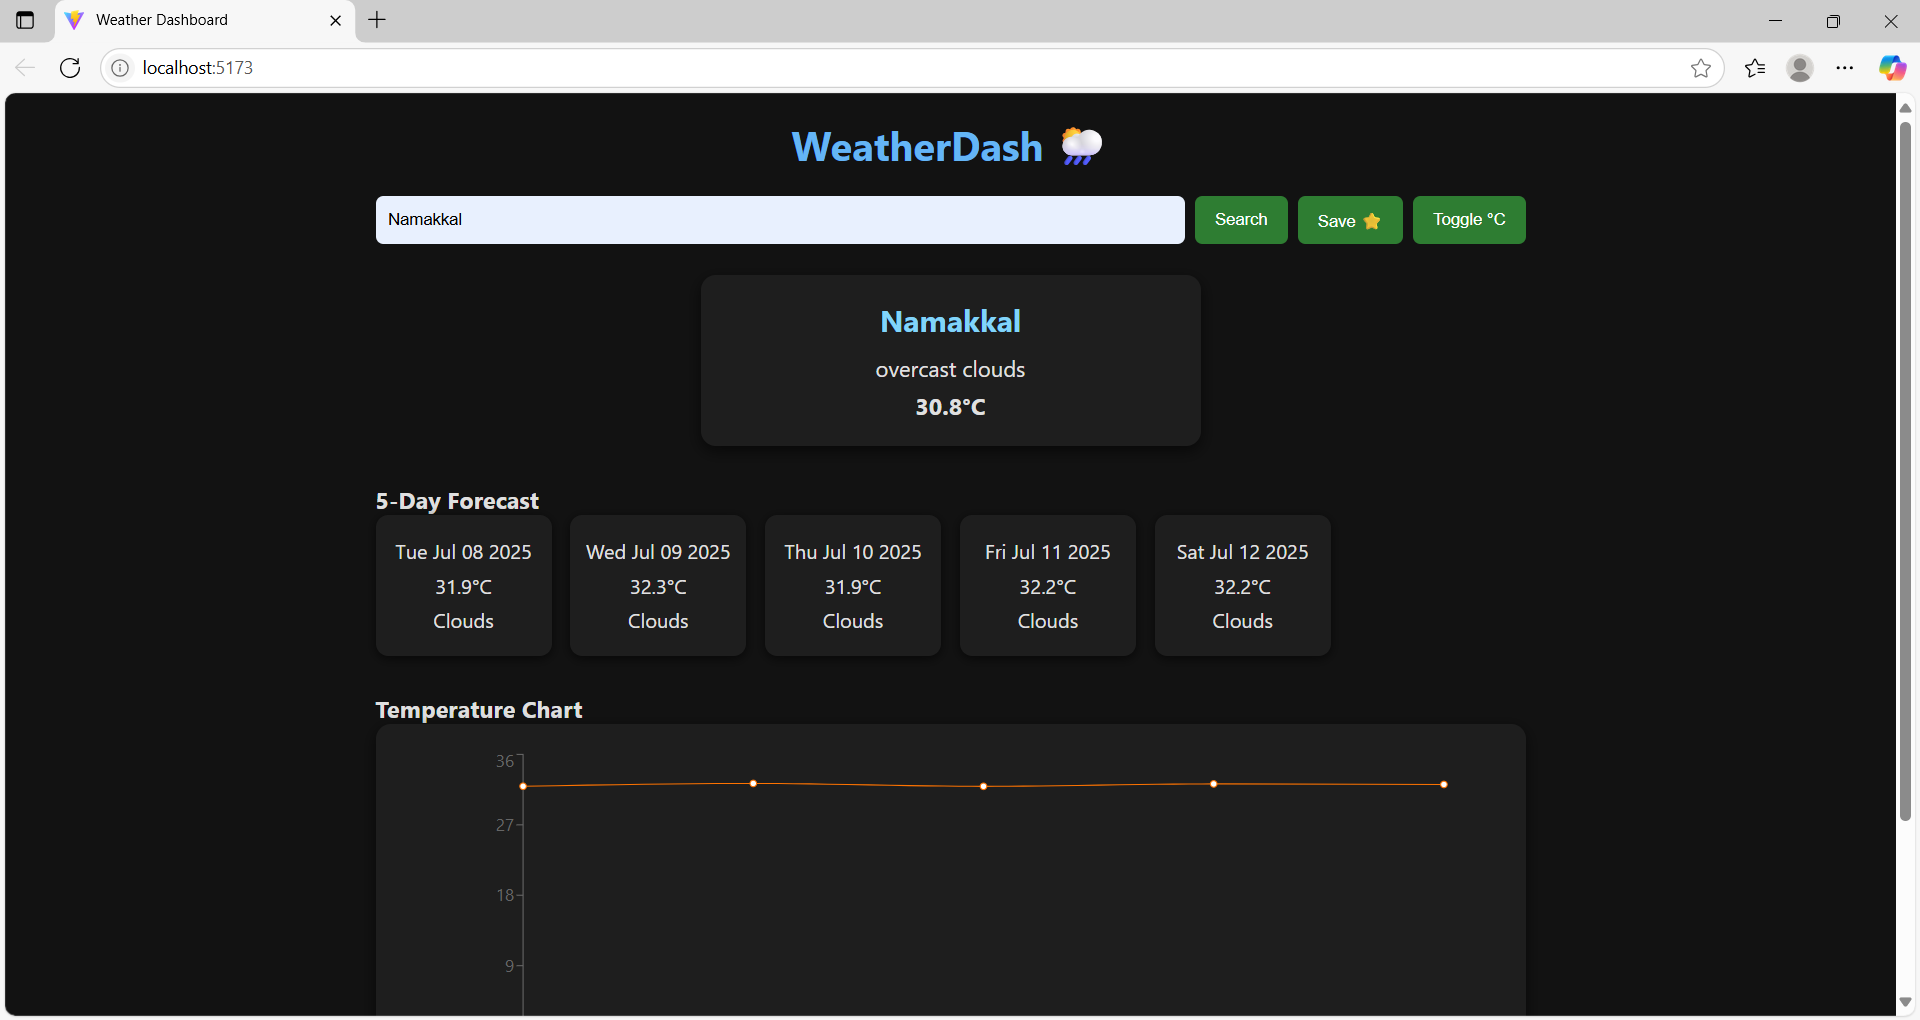 Weather Dashboard
localhost:5173
WeatherDash
Namakkal
Search
Save
Toggle °C
Namakkal
overcast clouds
30.8°C
5-Day Forecast
Tue Jul 08 2025
31.9°C
Clouds
Wed Jul 09 2025
32.3°C
Clouds
Thu Jul 10 2025
31.9°C
Clouds
Fri Jul 11 2025
32.2°C
Clouds
Sat Jul 12 2025
32.2°C
Clouds
Temperature Chart
36
27
18
9